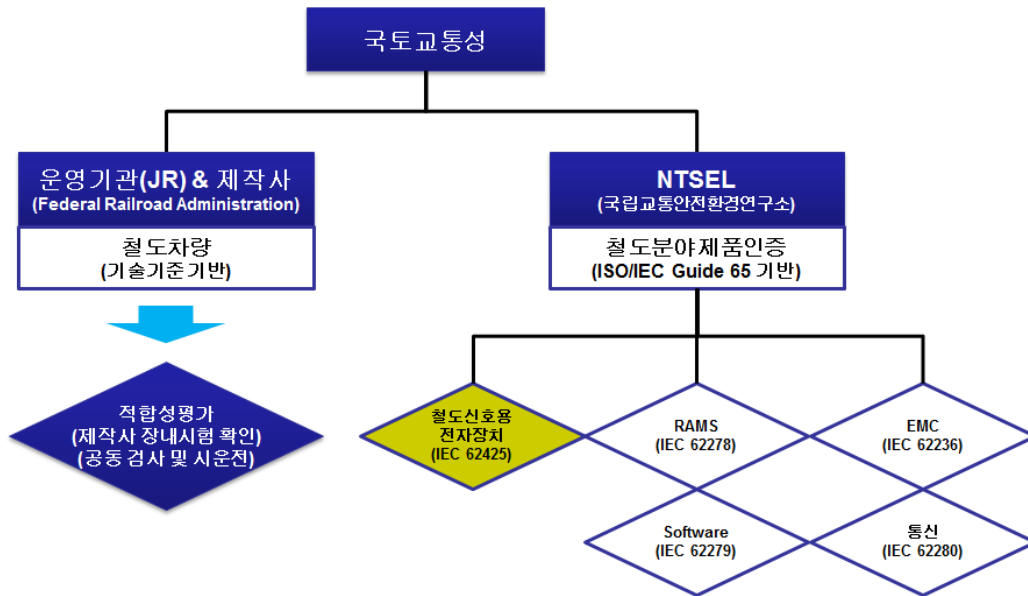 국토교통성
운영기관(JR) & 제작사
(Federal Railroad Administration)
철도차량
(기술기준기반)
적합성평가
(제작사 장내시험 확인)
(공동 검사 및 시운전)
NTSEL
(국립교통안전환경연구소)
철도분야제품인증
(ISO/IEC Guide 65 기반)
철도신호용
전자장치
(IEC 62425)
RAMS
(IEC 62278)
EMC
(IEC 62236)
Software
(IEC 62279)
통신
(IEC 62280)